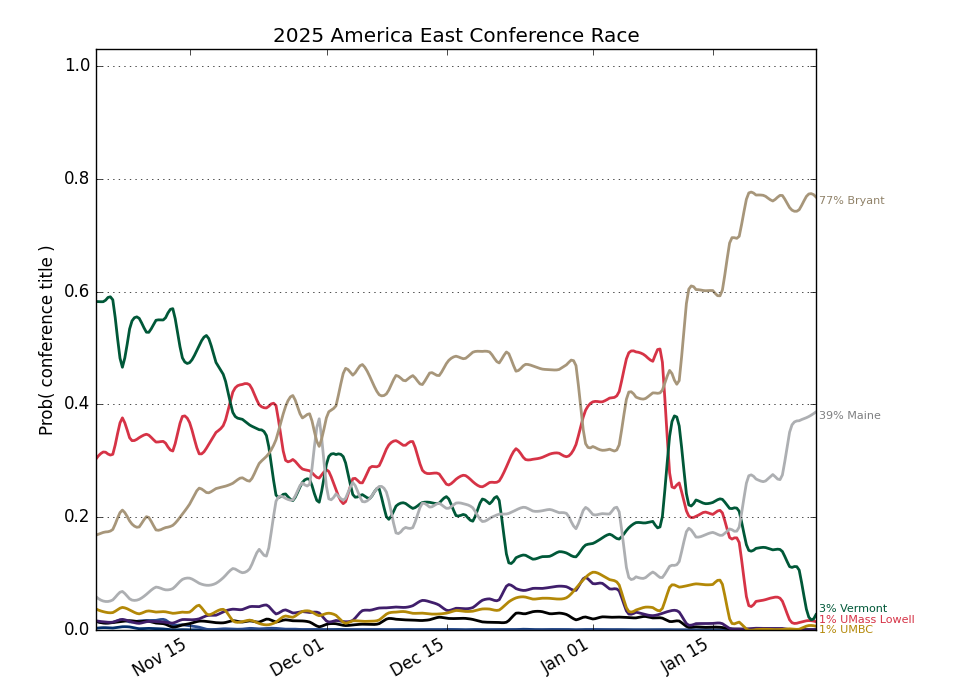 2025 America East Conference Race
Prob( conference title )
1.0
0.8
0.6
0.4
0.2
0.0
Nov 15
Dec 01
Dec 15
Jan 01
Jan 15
77% Bryant
39% Maine
3% Vermont
1% UMass Lowell
1% UMBC